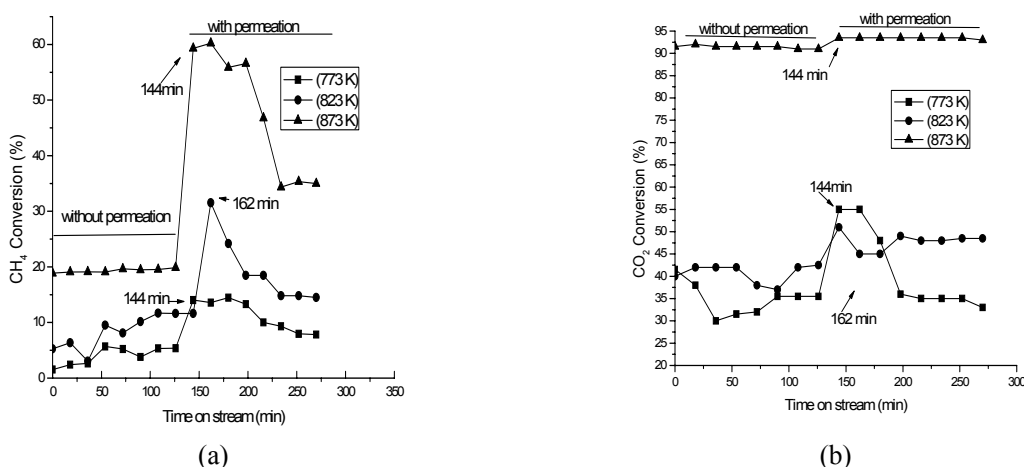 with permeation
60
50
40
30
20
10
0
CH4 Conversion (%)
144min
(773 K)
(823 K)
(873 K)
162 min
without permeation
144 min
0 50 100 150 200 250 300 350
Time on stream (min)
(a)
(b)
without permeation
with permeation
95
90
85
80
75
70
65
60
55
50
45
40
35
30
25
20
CO2 Conversion (%)
144 min
(773 K)
(823 K)
(873 K)
144min
162 min
0 50 100 150 200 250 300
Time on stream (min)
(b)